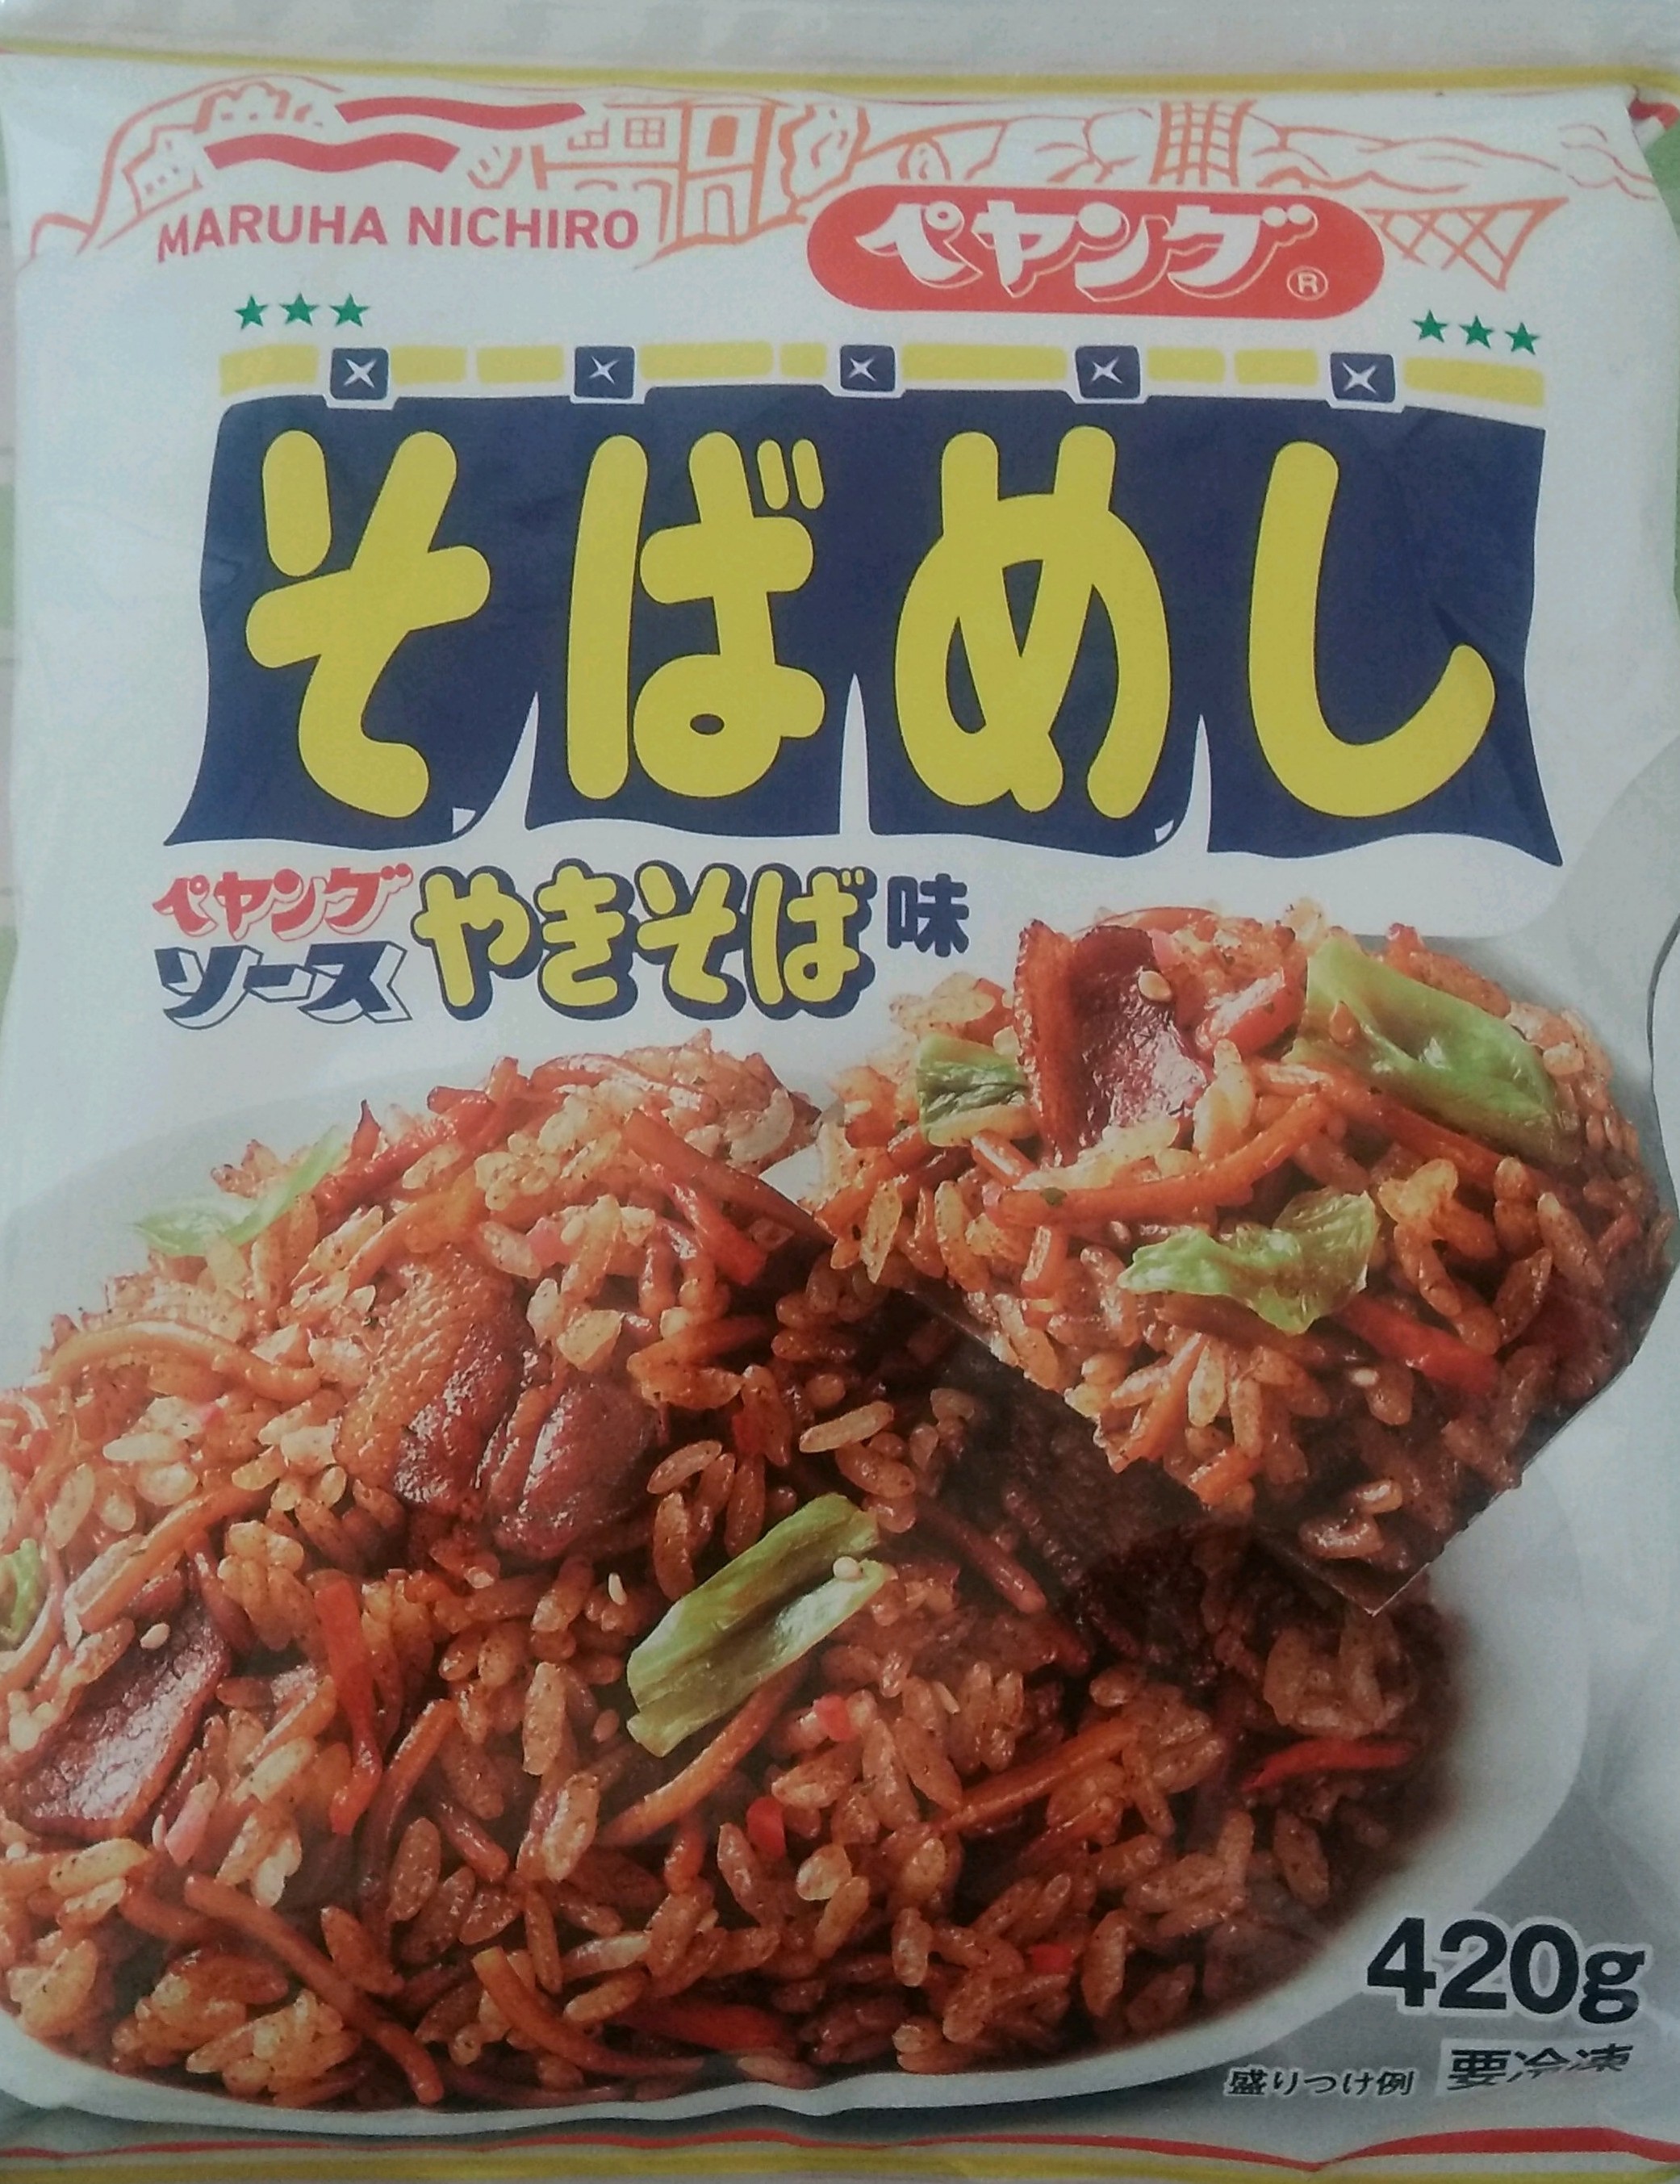 MARUHA NICHIRO
ペヤング®
そばめし
ペヤング
ソースやきそば味
420g
盛りつけ例 要冷凍